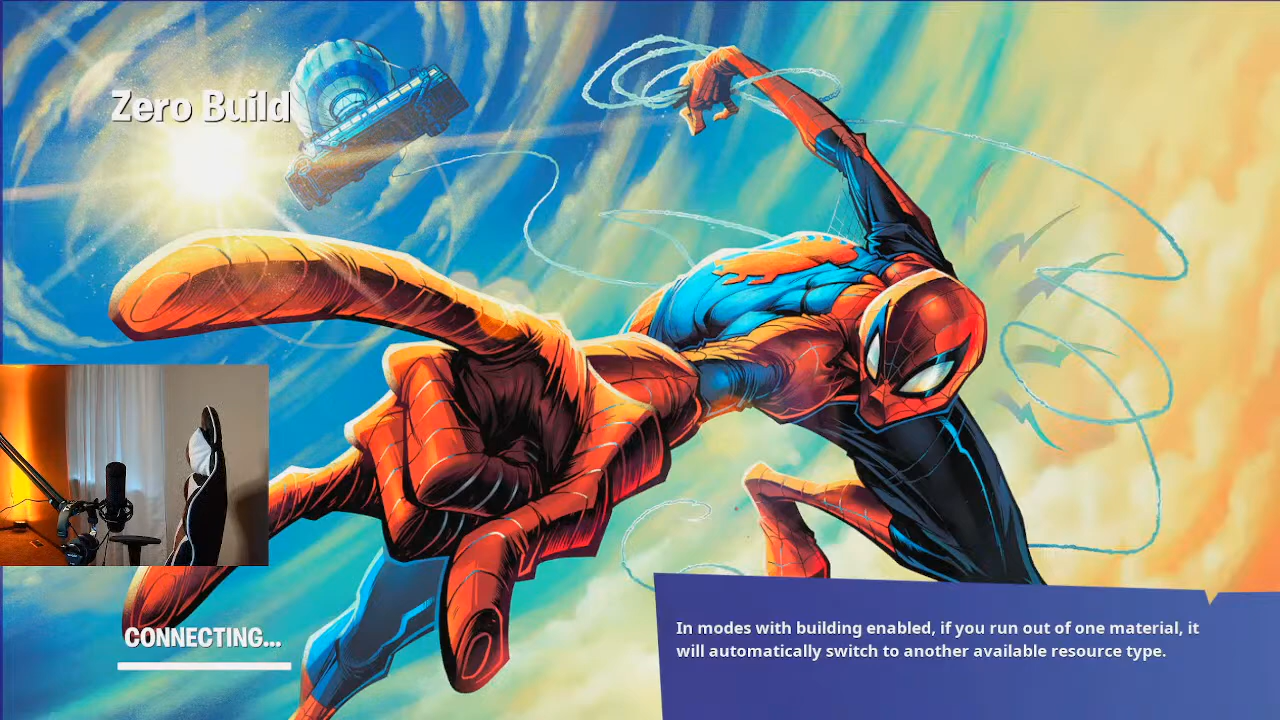 Zero Build
CONNECTING...
In modes with building enabled, if you run out of one material, it
will automatically switch to another available resource type.